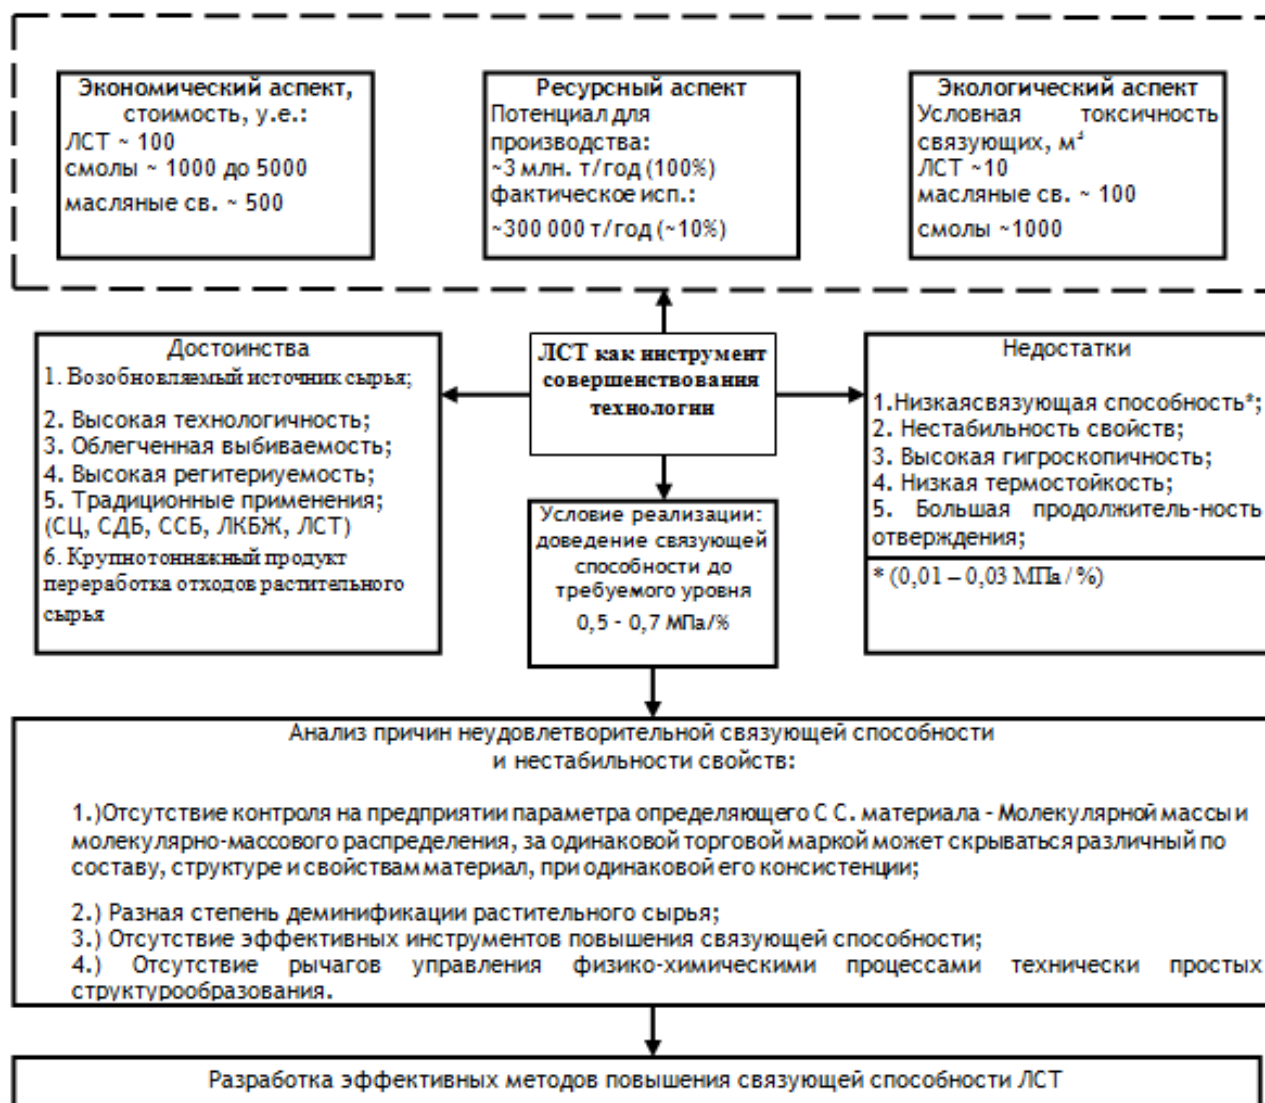 Экономический аспект,
стоимость, у.е.:
ЛСТ ~ 100
смолы ~ 1000 до 5000
масляные св. ~ 500
Ресурсный аспект
Потенциал для
производства:
~3 млн. т/год (100%)
фактическое исп.:
~300 000 т/год (~10%)
Экологический аспект
Условная токсичность
связующих, м³
ЛСТ ~10
масляные св. ~ 100
смолы ~1000
Достоинства
1. Возобновляемый источник сырья;
2. Высокая технологичность;
3. Облегченная выбиваемость;
4. Высокая регитериуемость;
5. Традиционные применения;
(СЦ, СДБ, ССБ, ЛКБЖ, ЛСТ)
6. Крупнотоннажный продукт
переработка отходов растительного
сырья
ЛСТ как инструмент
совершенствования
технологии
Недостатки
1.Низкаясвязующая способность*;
2. Нестабильность свойств;
3. Высокая гигроскопичность;
4. Низкая термостойкость;
5. Большая продолжитель-ность
отверждения;
* (0,01 – 0,03 МПа / %)
Условие реализации:
доведение связующей
способности до
требуемого уровня
0,5 - 0,7 МПа/%
Анализ причин неудовлетворительной связующей способности
и нестабильности свойств:
1.)Отсутствие контроля на предприятии параметра определяющего С С. материала - Молекулярной массы и
молекулярно-массового распределения, за одинаковой торговой маркой может скрываться различный по
составу, структуре и свойствам материал, при одинаковой его консистенции;
2.) Разная степень деминификации растительного сырья;
3.) Отсутствие эффективных инструментов повышения связующей способности;
4.) Отсутствие рычагов управления физико-химическими процессами технически простых
структурообразования.
Разработка эффективных методов повышения связующей способности ЛСТ